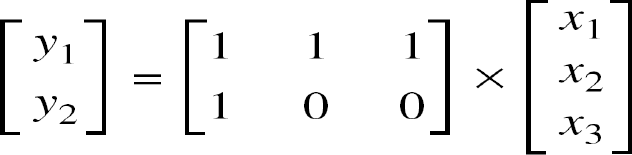 [y₁ y₂] = [1 1 1; 1 0 0] × [x₁ x₂ x₃]